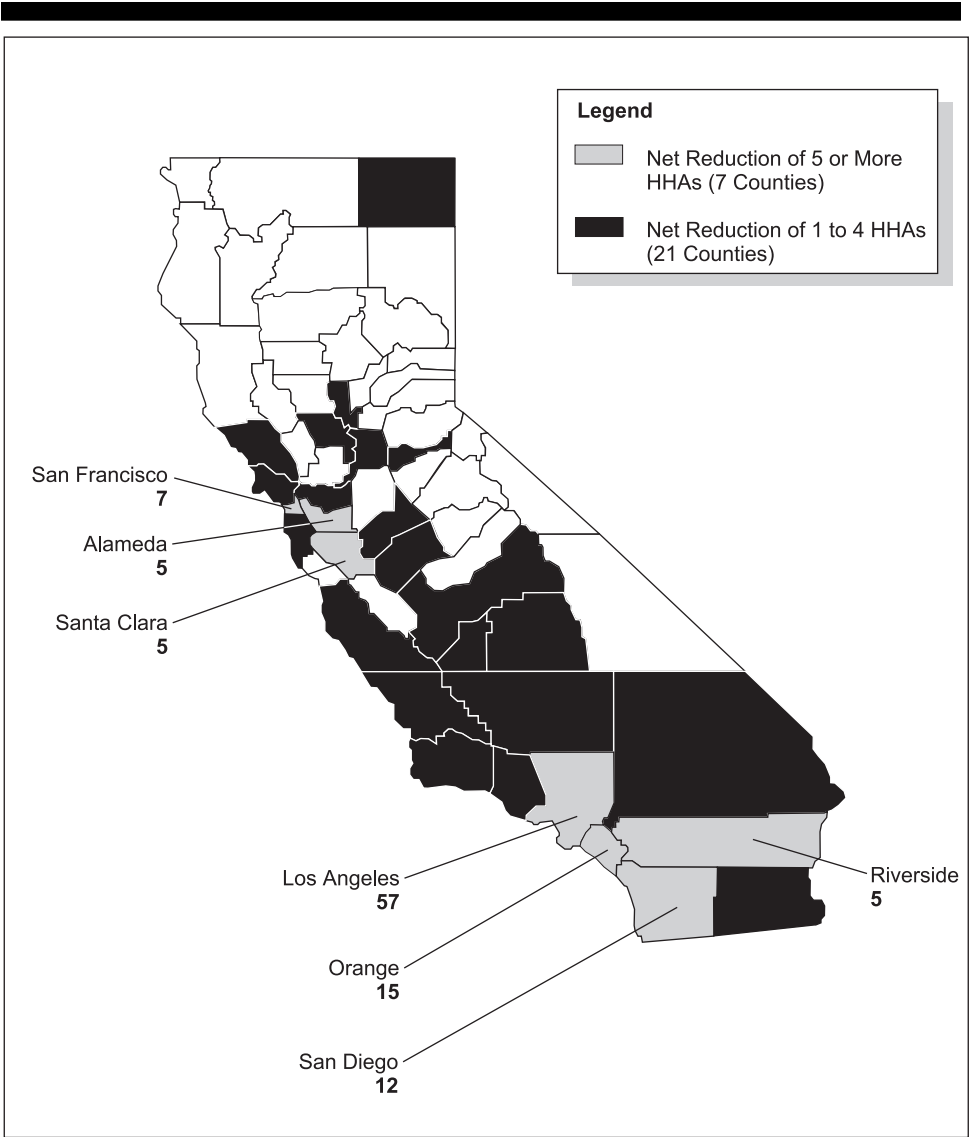 Legend
Net Reduction of 5 or More
HHAs (7 Counties)
Net Reduction of 1 to 4 HHAs
(21 Counties)
San Francisco
7
Alameda
5
Santa Clara
5
Los Angeles
57
Riverside
5
Orange
15
San Diego
12